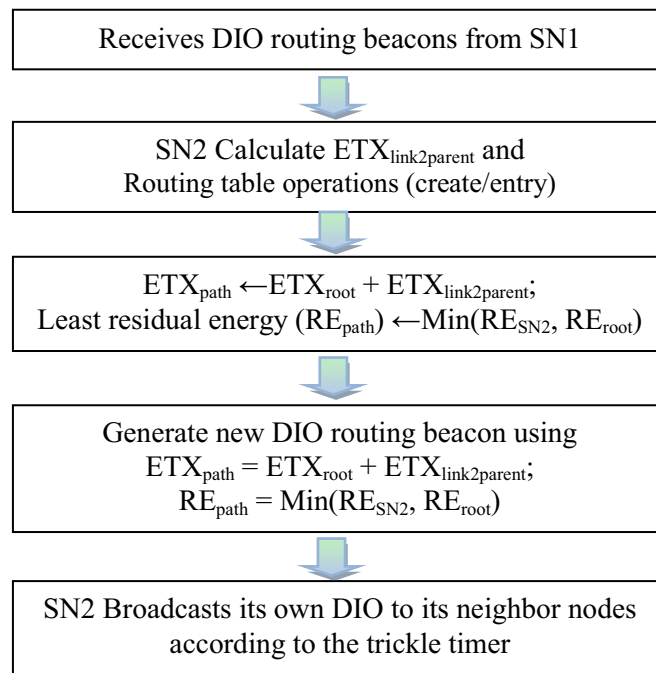 Receives DIO routing beacons from SN1
SN2 Calculate ETXlink2parent and
Routing table operations (create/entry)
ETXpath ←ETXroot + ETXlink2parent;
Least residual energy (REpath) ←Min(RESN2, REroot)
Generate new DIO routing beacon using
ETXpath = ETXroot + ETXlink2parent;
REpath = Min(RESN2, REroot)
SN2 Broadcasts its own DIO to its neighbor nodes
according to the trickle timer